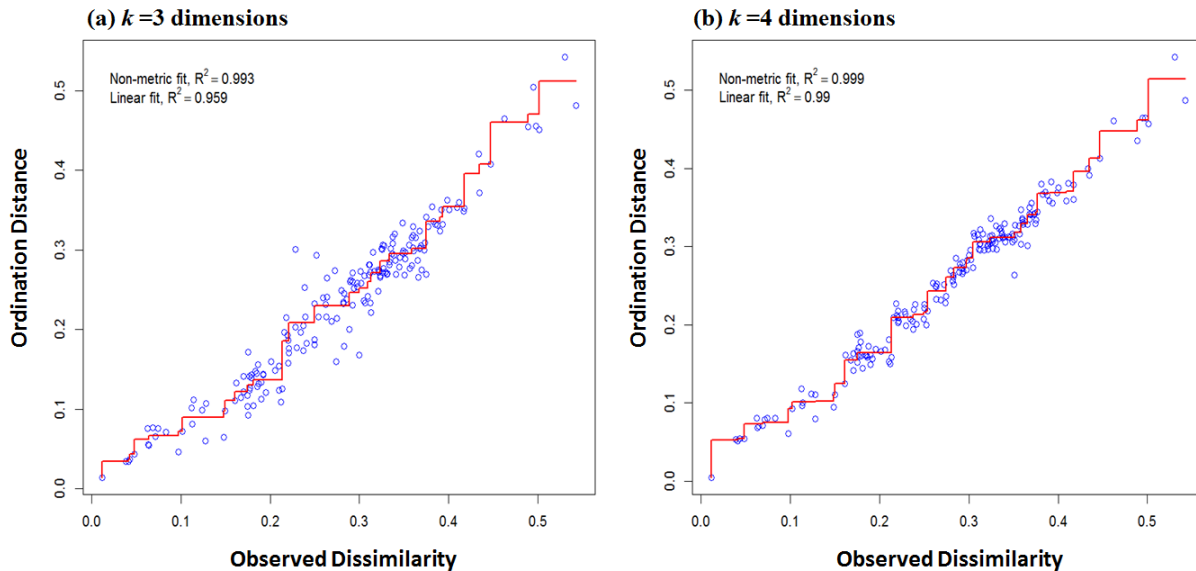 (a) k =3 dimensions
Non-metric fit, R² = 0.993
Linear fit, R² = 0.959
Ordination Distance
0.5
0.4
0.3
0.2
0.1
0.0
0.0 0.1 0.2 0.3 0.4 0.5
Observed Dissimilarity
(b) k =4 dimensions
Non-metric fit, R² = 0.999
Linear fit, R² = 0.99
Ordination Distance
0.5
0.4
0.3
0.2
0.1
0.0
0.0 0.1 0.2 0.3 0.4 0.5
Observed Dissimilarity